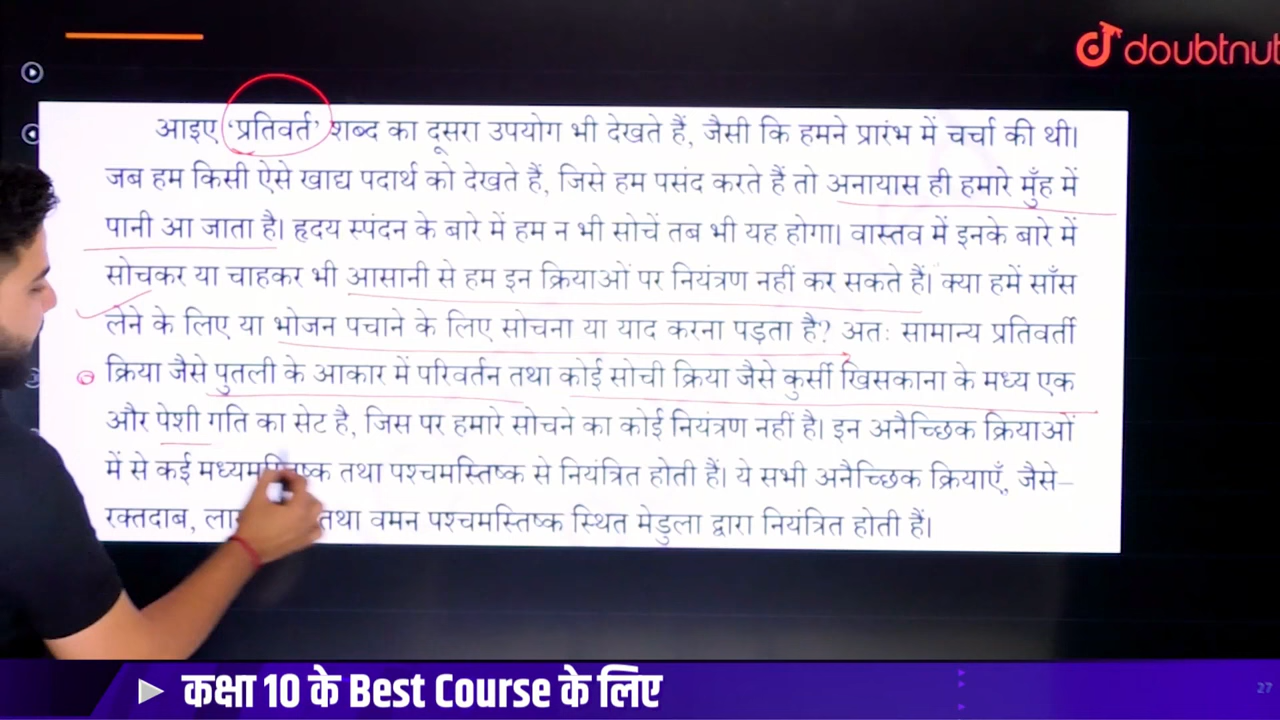 doubtnut
आइए ‘प्रतिवर्त’ शब्द का दूसरा उपयोग भी देखते हैं, जैसी कि हमने प्रारंभ में चर्चा की थी।
जब हम किसी ऐसे खाद्य पदार्थ को देखते हैं, जिसे हम पसंद करते हैं तो अनायास ही हमारे मुँह में
पानी आ जाता है। हृदय स्पंदन के बारे में हम न भी सोचें तब भी यह होगा। वास्तव में इनके बारे में
सोचकर या चाहकर भी आसानी से हम इन क्रियाओं पर नियंत्रण नहीं कर सकते हैं। क्या हमें साँस
लेने के लिए या भोजन पचाने के लिए सोचना या याद करना पड़ता है? अतः सामान्य प्रतिवर्ती
क्रिया जैसे पुतली के आकार में परिवर्तन तथा कोई सोची क्रिया जैसे कुर्सी खिसकाना के मध्य एक
और पेशी गति का सेट है, जिस पर हमारे सोचने का कोई नियंत्रण नहीं है। इन अनैच्छिक क्रियाओं
में से कई मध्यमस्तिष्क तथा पश्चमस्तिष्क से नियंत्रित होती हैं। ये सभी अनैच्छिक क्रियाएँ, जैसे–
रक्तदाब, तथा वमन पश्चमस्तिष्क स्थित मेडुला द्वारा नियंत्रित होती हैं।
कक्षा 10 के Best Course के लिए
27